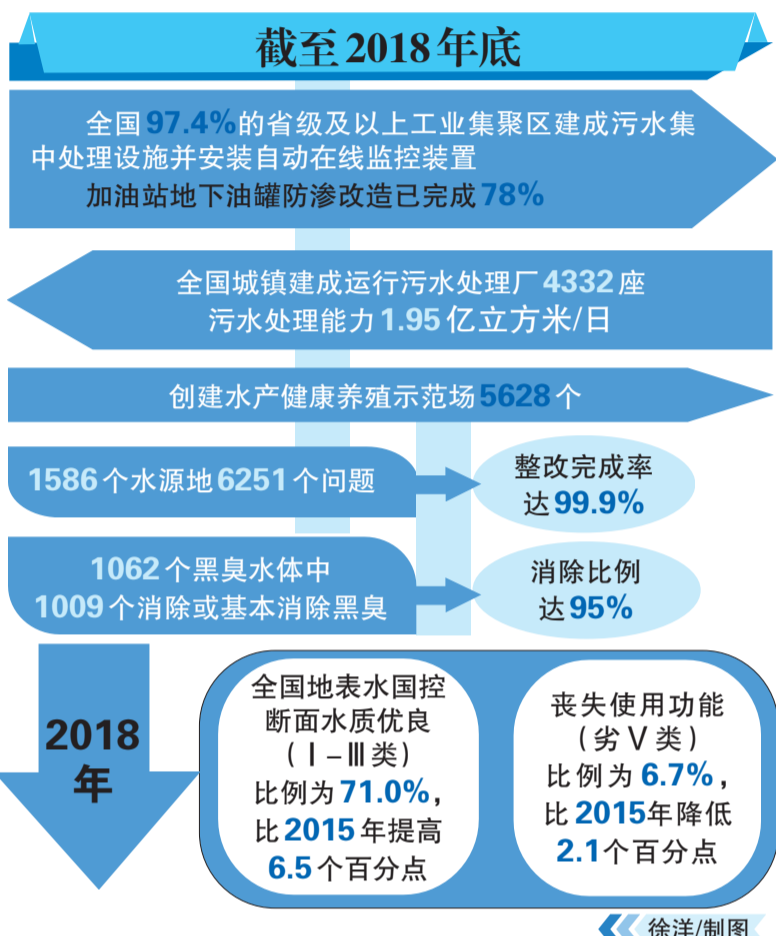 截至2018年底
全国97.4%的省级及以上工业集聚区建成污水集
中处理设施并安装自动在线监控装置
加油站地下油罐防渗改造已完成78%
全国城镇建成运行污水处理厂4332座
污水处理能力1.95亿立方米/日
创建水产健康养殖示范场5628个
1586个水源地6251个问题
整改完成率
达99.9%
1062个黑臭水体中
1009个消除或基本消除黑臭
消除比例
达95%
2018
年
全国地表水国控
断面水质优良
(Ⅰ-Ⅲ类)
比例为71.0%,
比2015年提高
6.5个百分点
丧失使用功能
(劣Ⅴ类)
比例为6.7%,
比2015年降低
2.1个百分点
徐洋/制图